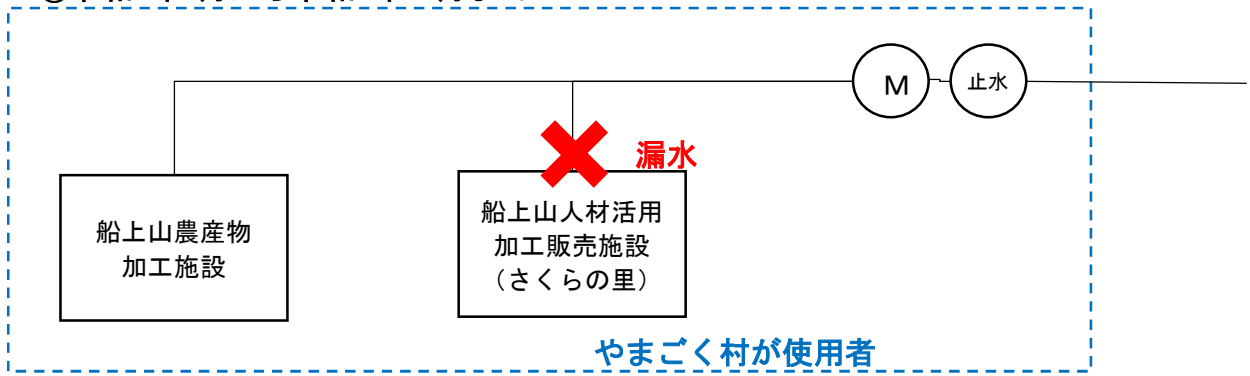 M
止水
漏水
船上山農産物
加工施設
船上山人材活用
加工販売施設
（さくらの里）
やまごく村が使用者